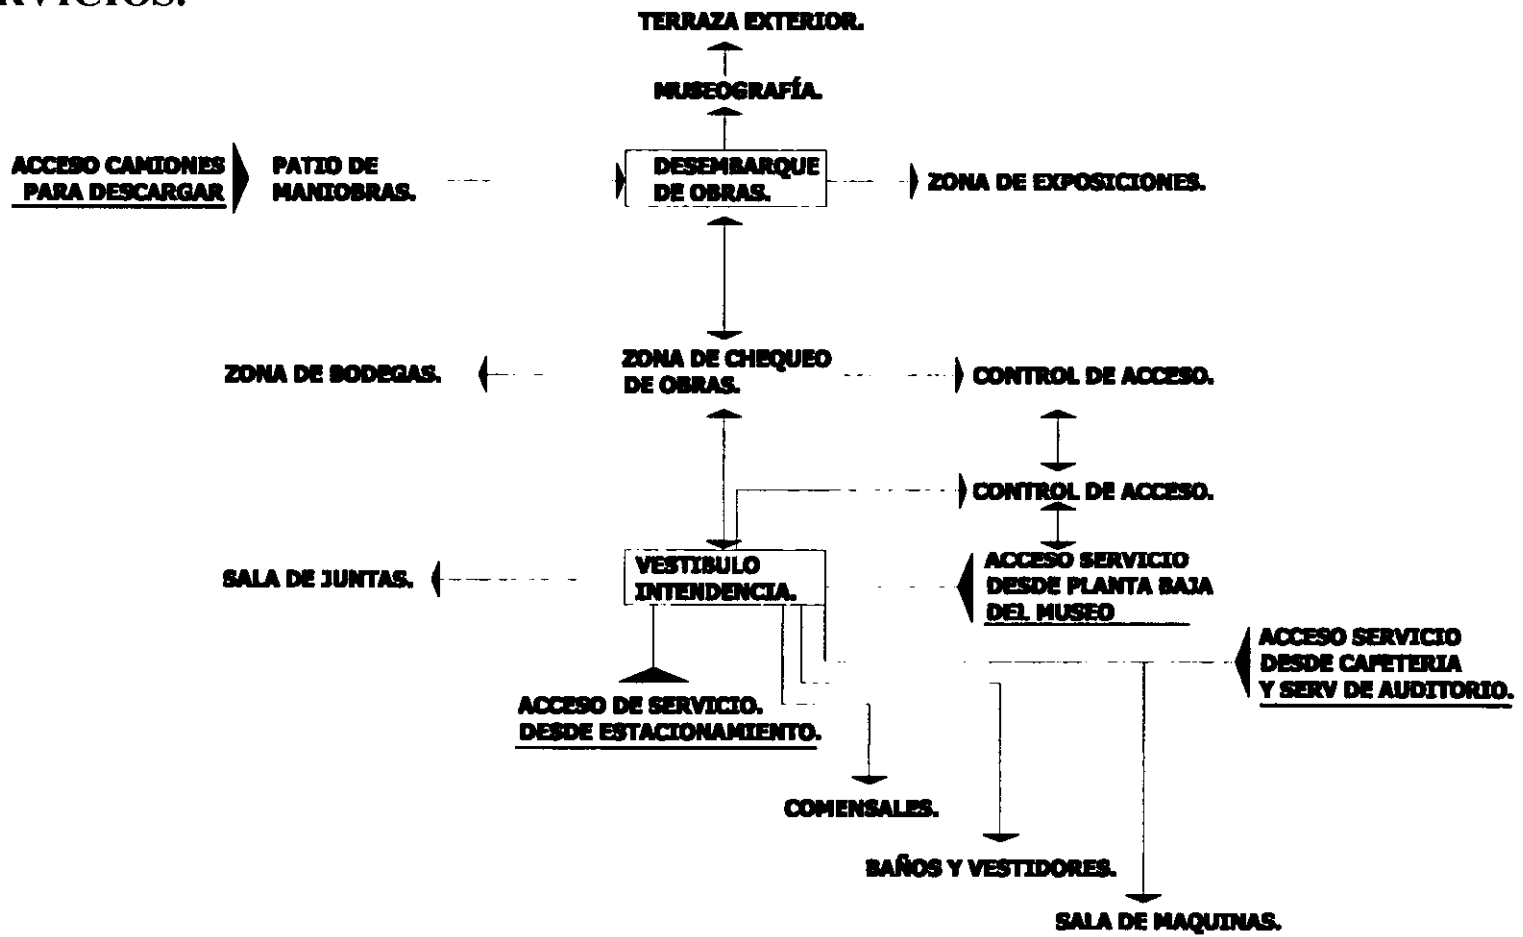 TERRAZA EXTERIOR.
MUSEOGRAFÍA.
ACCESO CAMIONES
PARA DESCARGAR
PATIO DE
MANIOBRAS.
DESEMBARQUE
DE OBRAS.
ZONA DE EXPOSICIONES.
ZONA DE BODEGAS.
ZONA DE CHEQUEO
DE OBRAS.
CONTROL DE ACCESO.
CONTROL DE ACCESO.
SALA DE JUNTAS.
VESTIBULO
INTENDENCIA.
ACCESO SERVICIO
DESDE PLANTA BAJA
DEL MUSEO
ACCESO SERVICIO
DESDE CAFETERIA
Y SERV DE AUDITORIO.
ACCESO DE SERVICIO.
DESDE ESTACIONAMIENTO.
COMENSALES.
BAÑOS Y VESTIDORES.
SALA DE MAQUINAS.